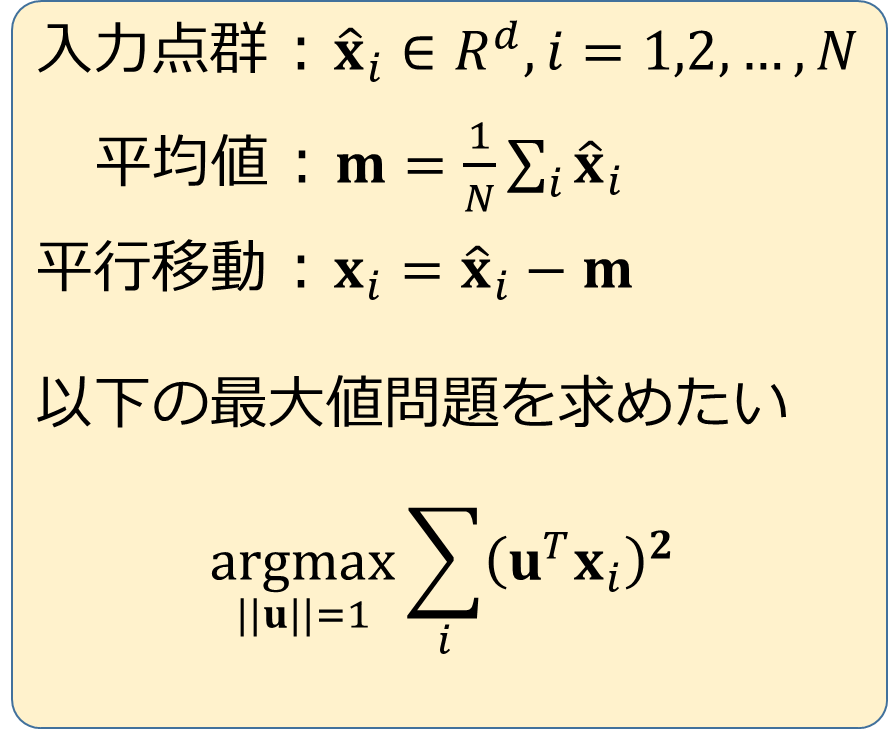 入力点群：x̂ᵢ ∈ Rᵈ, i = 1,2, … , N
平均値：m = 1/N ∑ᵢ x̂ᵢ
平行移動：xᵢ = x̂ᵢ − m
以下の最大値問題を求めたい
argmax ∑ (uᵀxᵢ)²
||u||=1 i